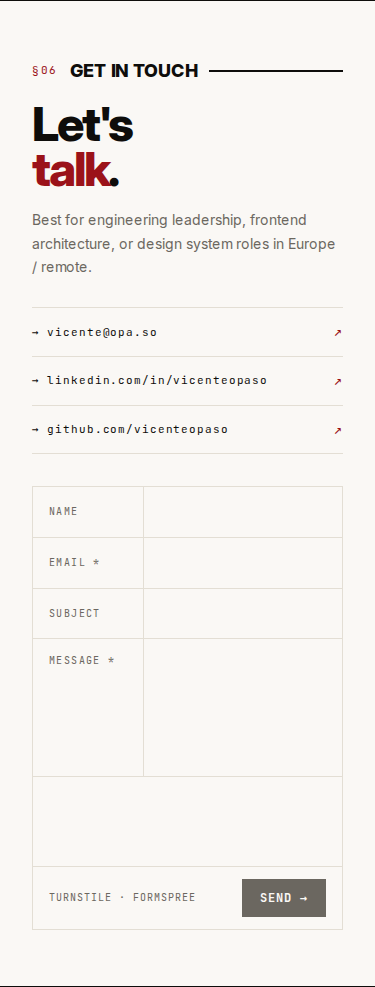 §06 GET IN TOUCH
Let's
talk.
Best for engineering leadership, frontend
architecture, or design system roles in Europe
/ remote.
→ vicente@opa.so ↗
→ linkedin.com/in/vicenteopaso ↗
→ github.com/vicenteopaso ↗
NAME
EMAIL *
SUBJECT
MESSAGE *
TURNSTILE · FORMSPREE SEND →